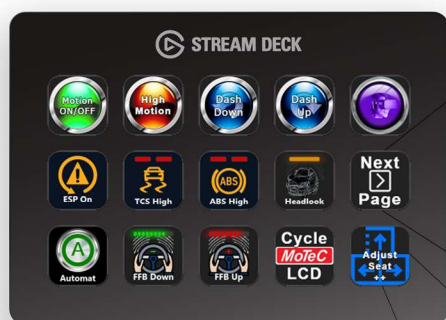 STREAM DECK
Motion
ON/OFF
High
Motion
Dash
Down
Dash
Up
ESP On
TCS High
ABS
ABS High
Headlook
Next
Page
A
Automat
FFB Down
FFB Up
Cycle
MoTeC
LCD
Adjust
Seat
++